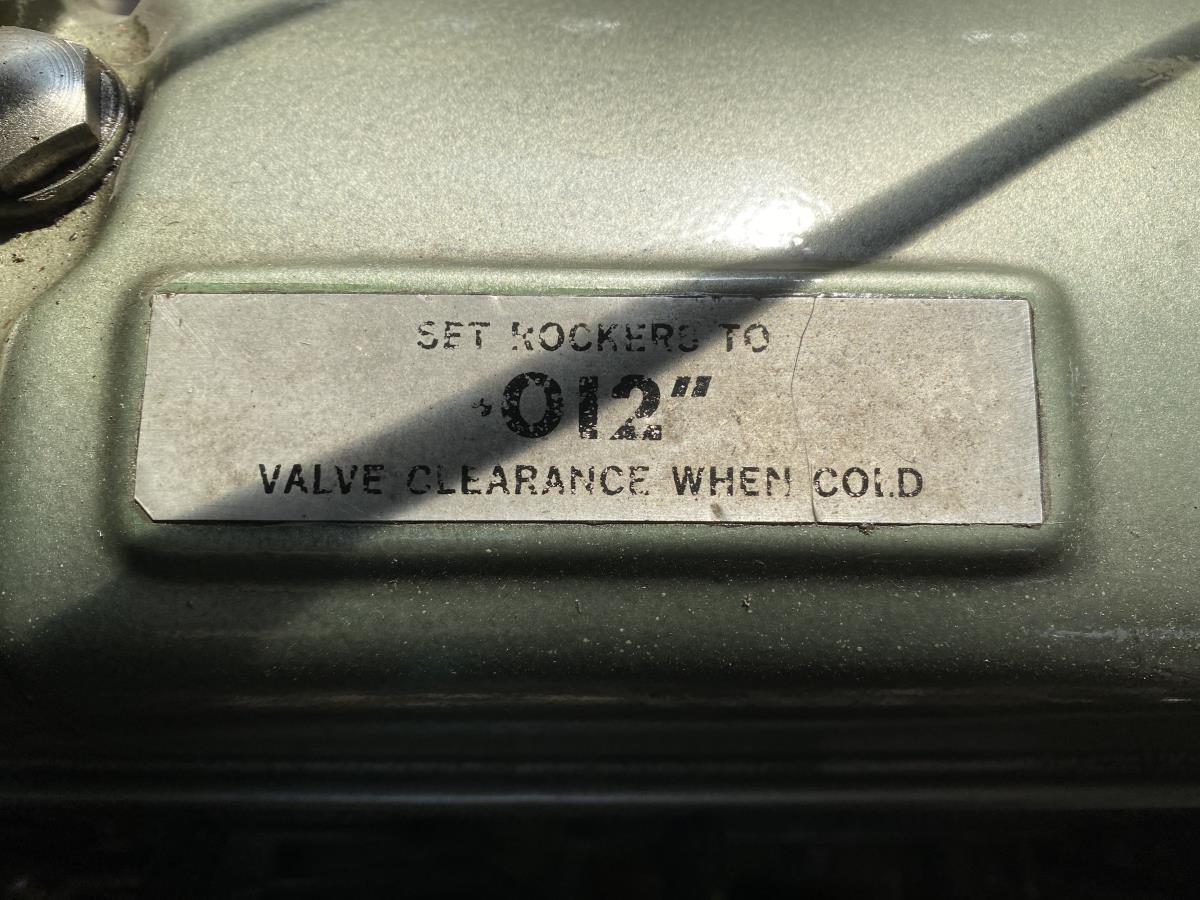 SET ROCKERS TO
·012"
VALVE CLEARANCE WHEN COLD